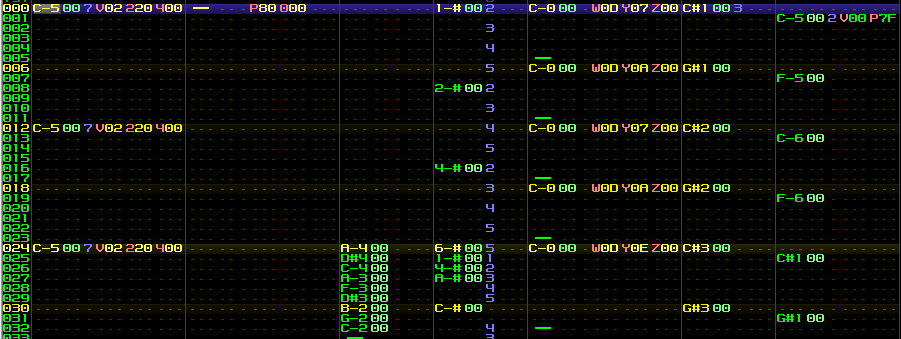 000 C-5 00 7 V02 220 400 — P80 000 1-# 00 2 C-0 00 W0D Y07 Z00 C#1 00 3
001 C-5 00 2 V00 P7F
002 3
003
004 4
005 —
006 5 C-0 00 W0D Y0A Z00 G#1 00
007 F-5 00
008 2-# 00 2
009
010 3
011 —
012 C-5 00 7 V02 220 400 4 C-0 00 W0D Y07 Z00 C#2 00
013 C-6 00
014 5
015
016 4-# 00 2
017 —
018 3 C-0 00 W0D Y0A Z00 G#2 00
019 F-6 00
020 4
021
022 5
023 —
024 C-5 00 7 V02 220 400 A-4 00 6-# 00 5 C-0 00 W0D Y0E Z00 C#3 00
025 D#4 00 1-# 00 1 C#1 00
026 C-4 00 4-# 00 2
027 A-3 00 A-# 00 3
028 F-3 00 4
029 D#3 00 5
030 B-2 00 C-# 00 G#3 00
031 G-2 00 G#1 00
032 C-2 00 4 —